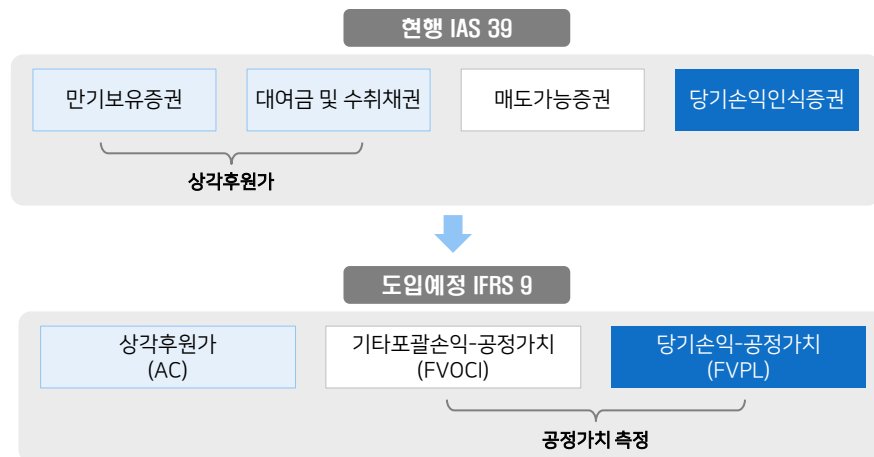 현행 IAS 39
만기보유증권
대여금 및 수취채권
매도가능증권
당기손익인식증권
상각후원가
도입예정 IFRS 9
상각후원가
(AC)
기타포괄손익-공정가치
(FVOCI)
당기손익-공정가치
(FVPL)
공정가치 측정